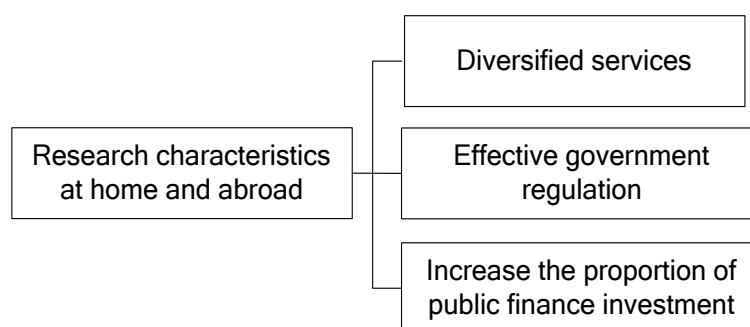 Diversified services
Research characteristics
at home and abroad
Effective government
regulation
Increase the proportion of
public finance investment